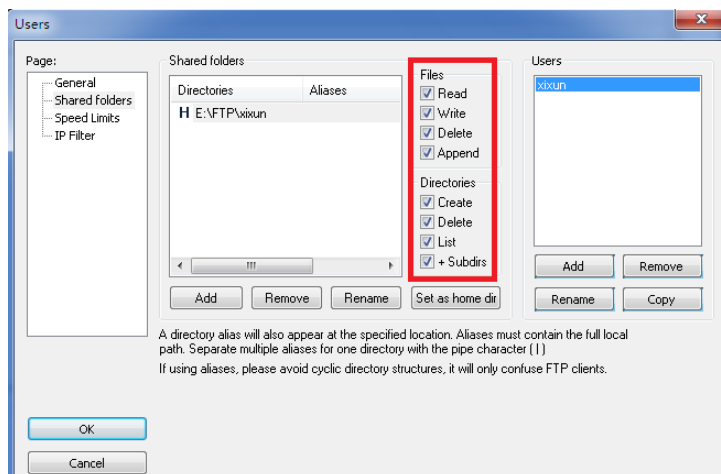 Users
Page:
General
Shared folders
Speed Limits
IP Filter
Shared folders
Directories Aliases
H E:\FTP\xixun
Files
Read
Write
Delete
Append
Directories
Create
Delete
List
+ Subdirs
Add Remove Rename Set as home dir
Users
xixun
Add Remove
Rename Copy
A directory alias will also appear at the specified location. Aliases must contain the full local
path. Separate multiple aliases for one directory with the pipe character ( | )
If using aliases, please avoid cyclic directory structures, it will only confuse FTP clients.
OK
Cancel